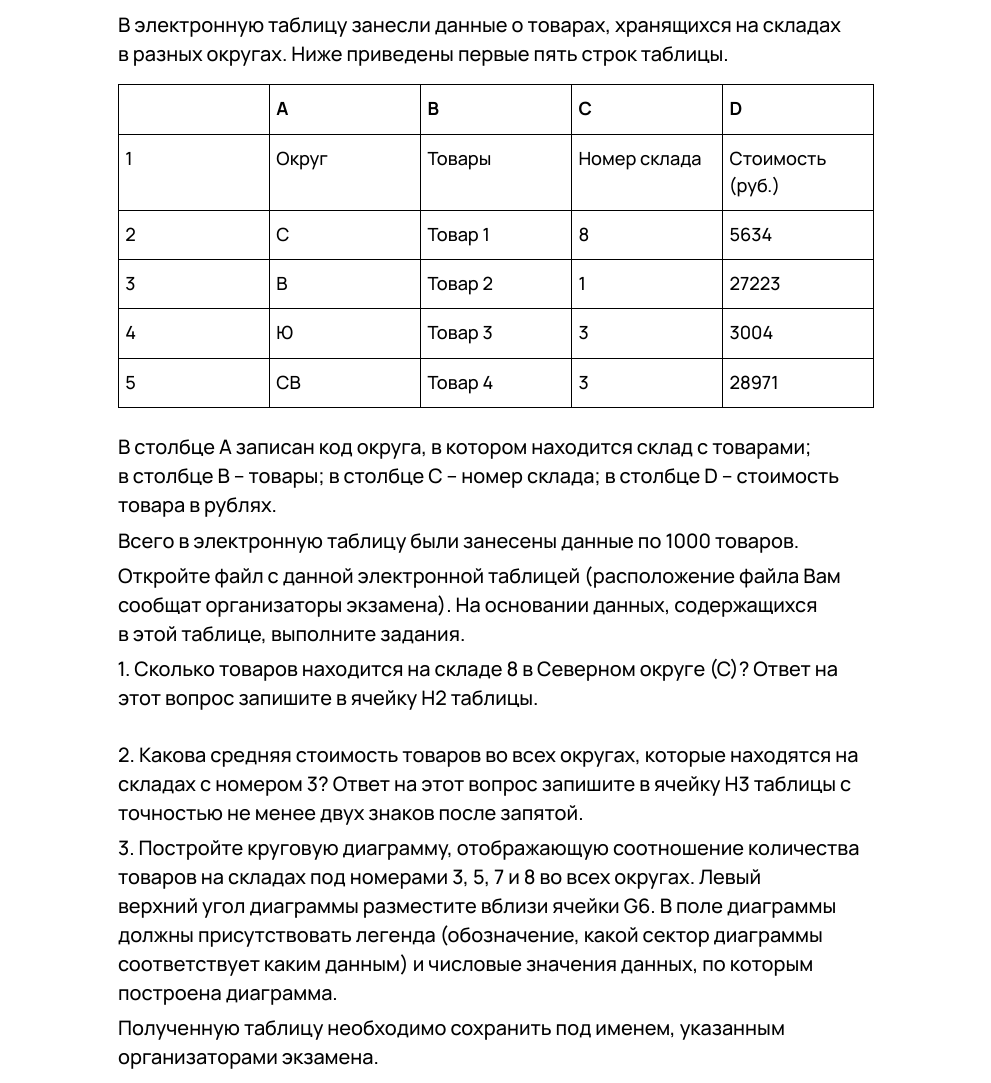 В электронную таблицу занесли данные о товарах, хранящихся на складах
в разных округах. Ниже приведены первые пять строк таблицы.
A B C D
1 Округ Товары Номер склада Стоимость
(руб.)
2 С Товар 1 8 5634
3 В Товар 2 1 27223
4 Ю Товар 3 3 3004
5 СВ Товар 4 3 28971
В столбце A записан код округа, в котором находится склад с товарами;
в столбце B – товары; в столбце C – номер склада; в столбце D – стоимость
товара в рублях.
Всего в электронную таблицу были занесены данные по 1000 товаров.
Откройте файл с данной электронной таблицей (расположение файла Вам
сообщат организаторы экзамена). На основании данных, содержащихся
в этой таблице, выполните задания.
1. Сколько товаров находится на складе 8 в Северном округе (С)? Ответ на
этот вопрос запишите в ячейку H2 таблицы.
2. Какова средняя стоимость товаров во всех округах, которые находятся на
складах с номером 3? Ответ на этот вопрос запишите в ячейку H3 таблицы с
точностью не менее двух знаков после запятой.
3. Постройте круговую диаграмму, отображающую соотношение количества
товаров на складах под номерами 3, 5, 7 и 8 во всех округах. Левый
верхний угол диаграммы разместите вблизи ячейки G6. В поле диаграммы
должны присутствовать легенда (обозначение, какой сектор диаграммы
соответствует каким данным) и числовые значения данных, по которым
построена диаграмма.
Полученную таблицу необходимо сохранить под именем, указанным
организаторами экзамена.